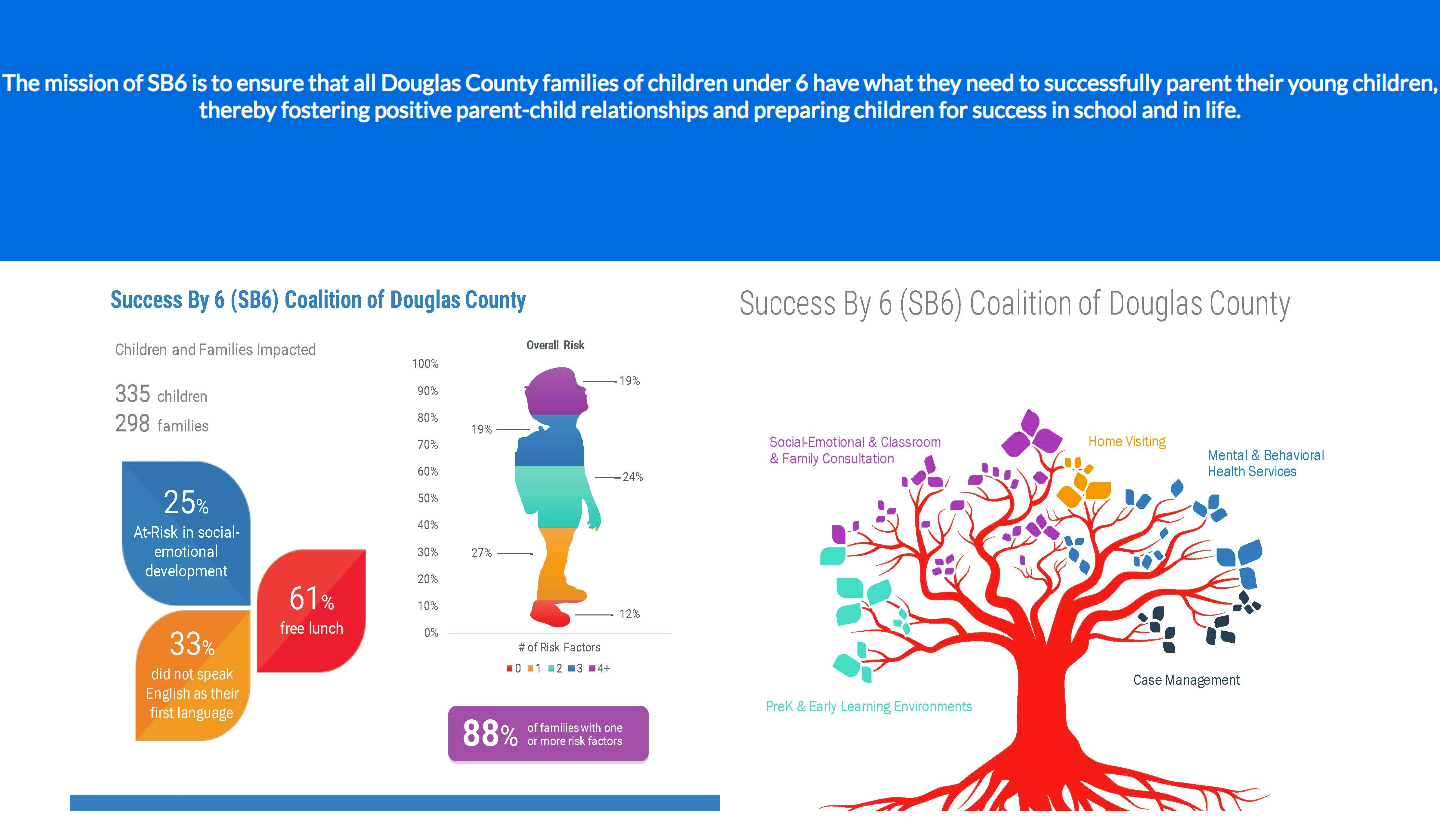 The mission of SB6 is to ensure that all Douglas County families of children under 6 have what they need to successfully parent their young children,
thereby fostering positive parent-child relationships and preparing children for success in school and in life.
Success By 6 (SB6) Coalition of Douglas County
Children and Families Impacted
335 children
298 families
25%
At-Risk in social-
emotional
development
61%
free lunch
33%
did not speak
English as their
first language
Overall Risk
100%
90%
80%
70%
60%
50%
40%
30%
20%
10%
0%
19%
19%
24%
27%
12%
# of Risk Factors
0 1 2 3 4+
88% of families with one
or more risk factors
Success By 6 (SB6) Coalition of Douglas County
Social-Emotional & Classroom
& Family Consultation
Home Visiting
Mental & Behavioral
Health Services
Case Management
PreK & Early Learning Environments